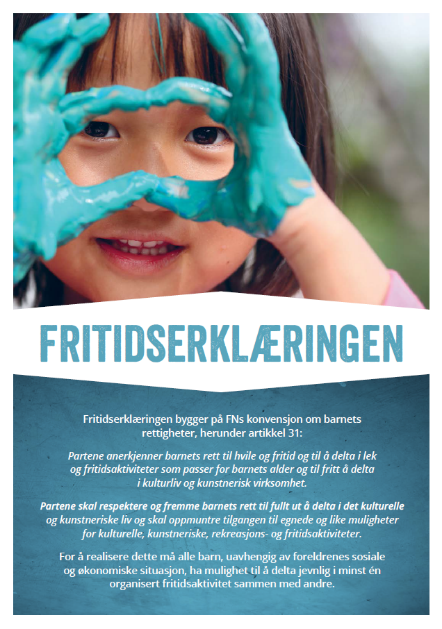 FRITIDSERKLÆRINGEN
Fritidserklæringen bygger på FNs konvensjon om barnets
rettigheter, herunder artikkel 31:
Partene anerkjenner barnets rett til hvile og fritid og til å delta i lek
og fritidsaktiviteter som passer for barnets alder og til fritt å delta
i kulturliv og kunstnerisk virksomhet.
Partene skal respektere og fremme barnets rett til fullt ut å delta i det kulturelle
og kunstneriske liv og skal oppmuntre tilgangen til egnede og like muligheter
for kulturelle, kunstneriske, rekreasjons- og fritidsaktiviteter.
For å realisere dette må alle barn, uavhengig av foreldrenes sosiale
og økonomiske situasjon, ha mulighet til å delta jevnlig i minst én
organisert fritidsaktivitet sammen med andre.